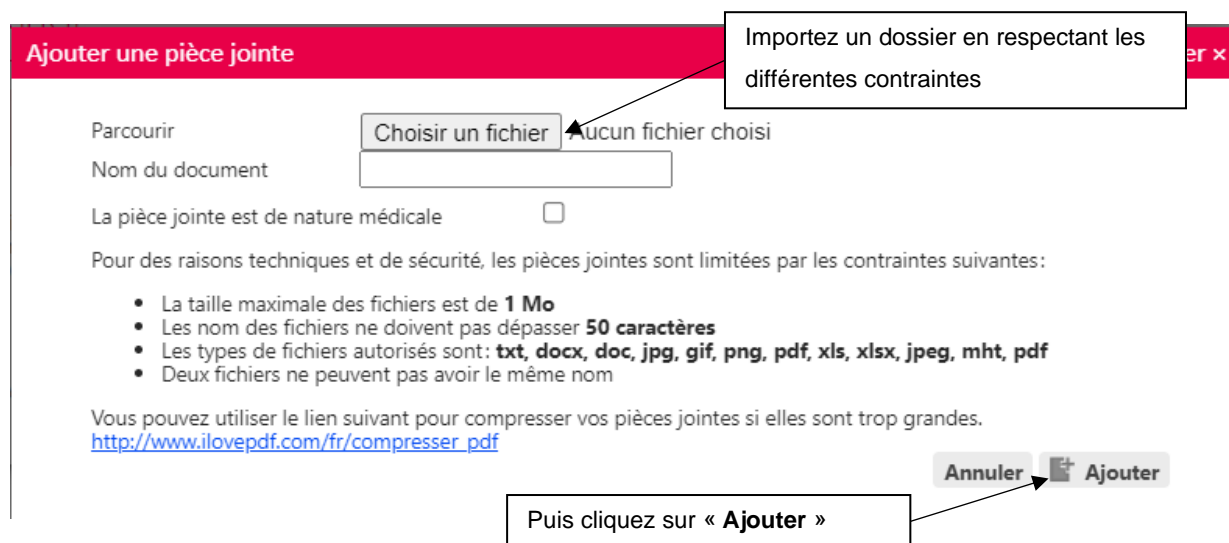 Ajouter une pièce jointe
er ×
Importez un dossier en respectant les
différentes contraintes
Parcourir
Choisir un fichier
Aucun fichier choisi
Nom du document
La pièce jointe est de nature médicale
Pour des raisons techniques et de sécurité, les pièces jointes sont limitées par les contraintes suivantes:
• La taille maximale des fichiers est de 1 Mo
• Les nom des fichiers ne doivent pas dépasser 50 caractères
• Les types de fichiers autorisés sont: txt, docx, doc, jpg, gif, png, pdf, xls, xlsx, jpeg, mht, pdf
• Deux fichiers ne peuvent pas avoir le même nom
Vous pouvez utiliser le lien suivant pour compresser vos pièces jointes si elles sont trop grandes.
http://www.ilovepdf.com/fr/compresser_pdf
Annuler
Ajouter
Puis cliquez sur « Ajouter »